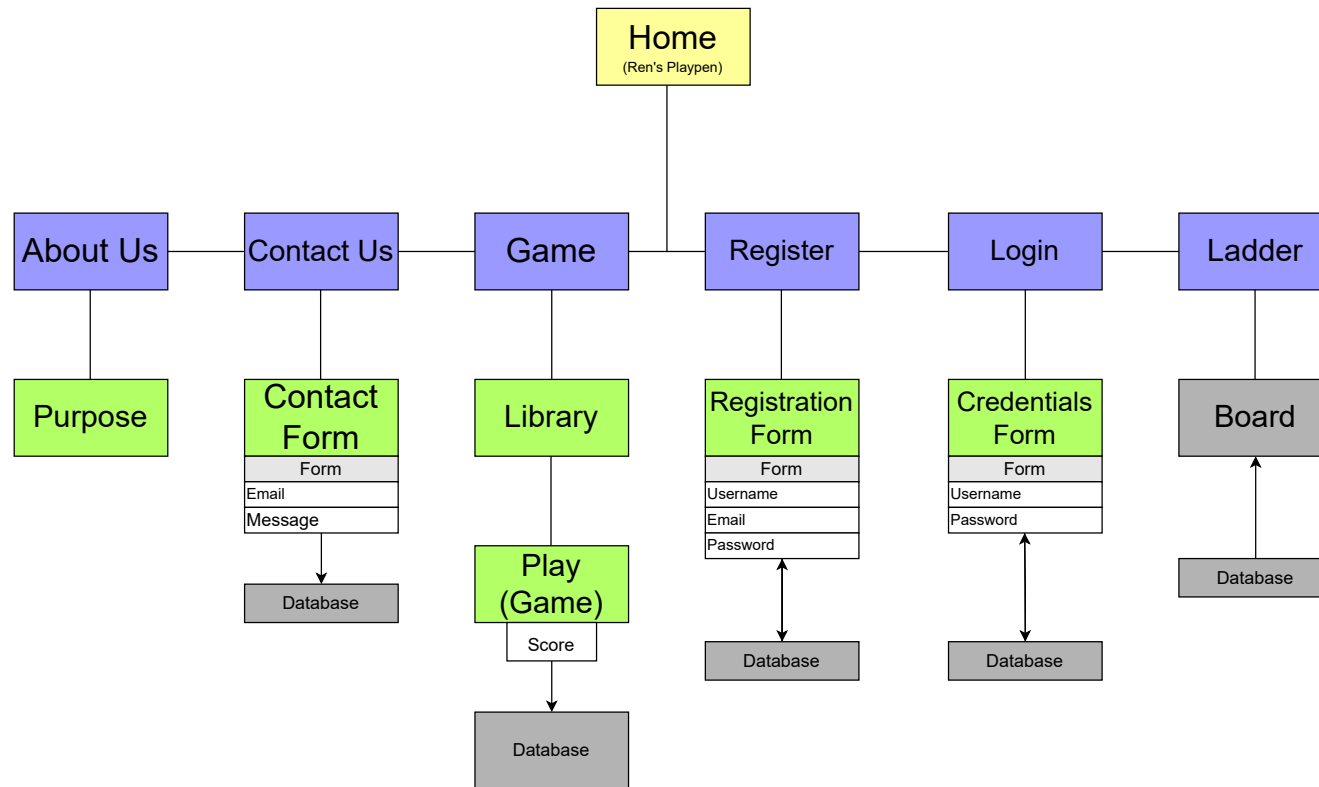 Home
(Ren's Playpen)
About Us
Contact Us
Game
Register
Login
Ladder
Purpose
Contact
Form
Form
Email
Message
Database
Library
Play
(Game)
Score
Database
Registration
Form
Form
Username
Email
Password
Database
Credentials
Form
Form
Username
Password
Database
Board
Database